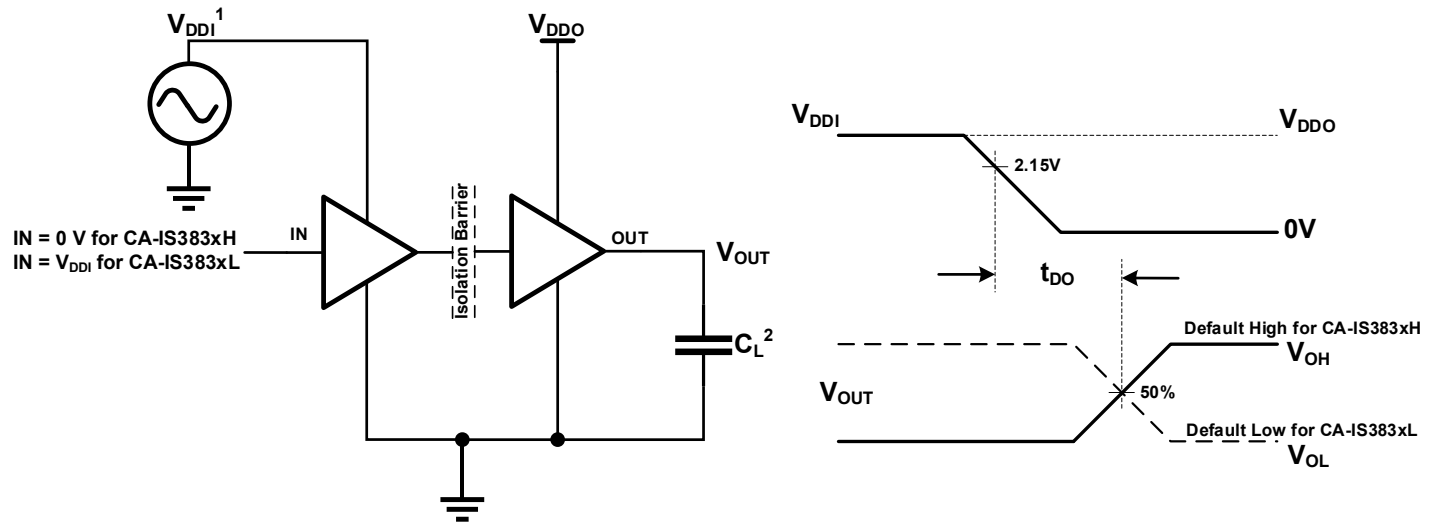 VDDI1
VDDO
IN = 0 V for CA-IS383xH
IN = VDDI for CA-IS383xL
IN
Isolation Barrier
OUT
VOUT
CL2
VDDI
VDDO
2.15V
0V
tDO
Default High for CA-IS383xH
VOH
VOUT
50%
Default Low for CA-IS383xL
VOL